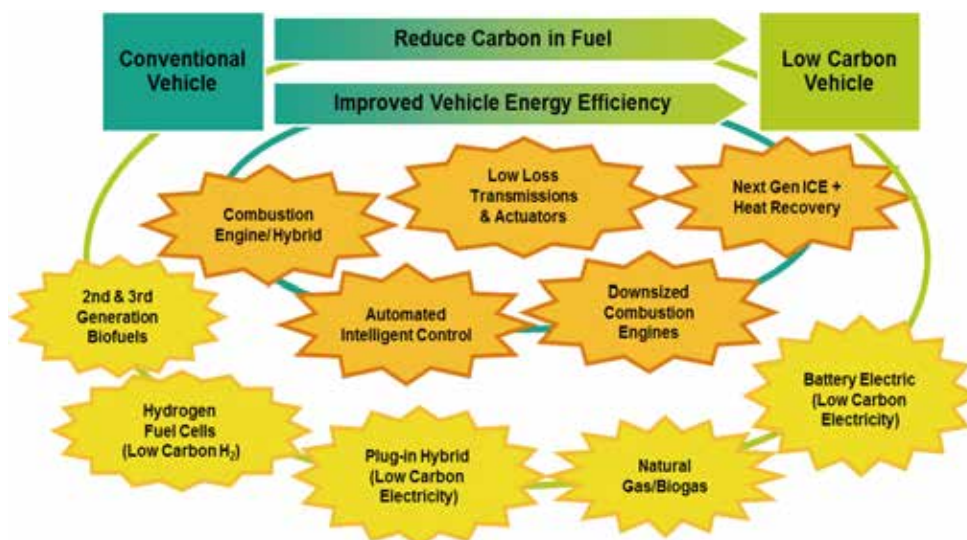 Conventional
Vehicle
Reduce Carbon in Fuel
Improved Vehicle Energy Efficiency
Low Carbon
Vehicle
Combustion
Engine/Hybrid
Low Loss
Transmissions
& Actuators
Next Gen ICE +
Heat Recovery
2nd & 3rd
Generation
Biofuels
Automated
Intelligent Control
Downsized
Combustion
Engines
Hydrogen
Fuel Cells
(Low Carbon H₂)
Plug-in Hybrid
(Low Carbon
Electricity)
Natural
Gas/Biogas
Battery Electric
(Low Carbon
Electricity)